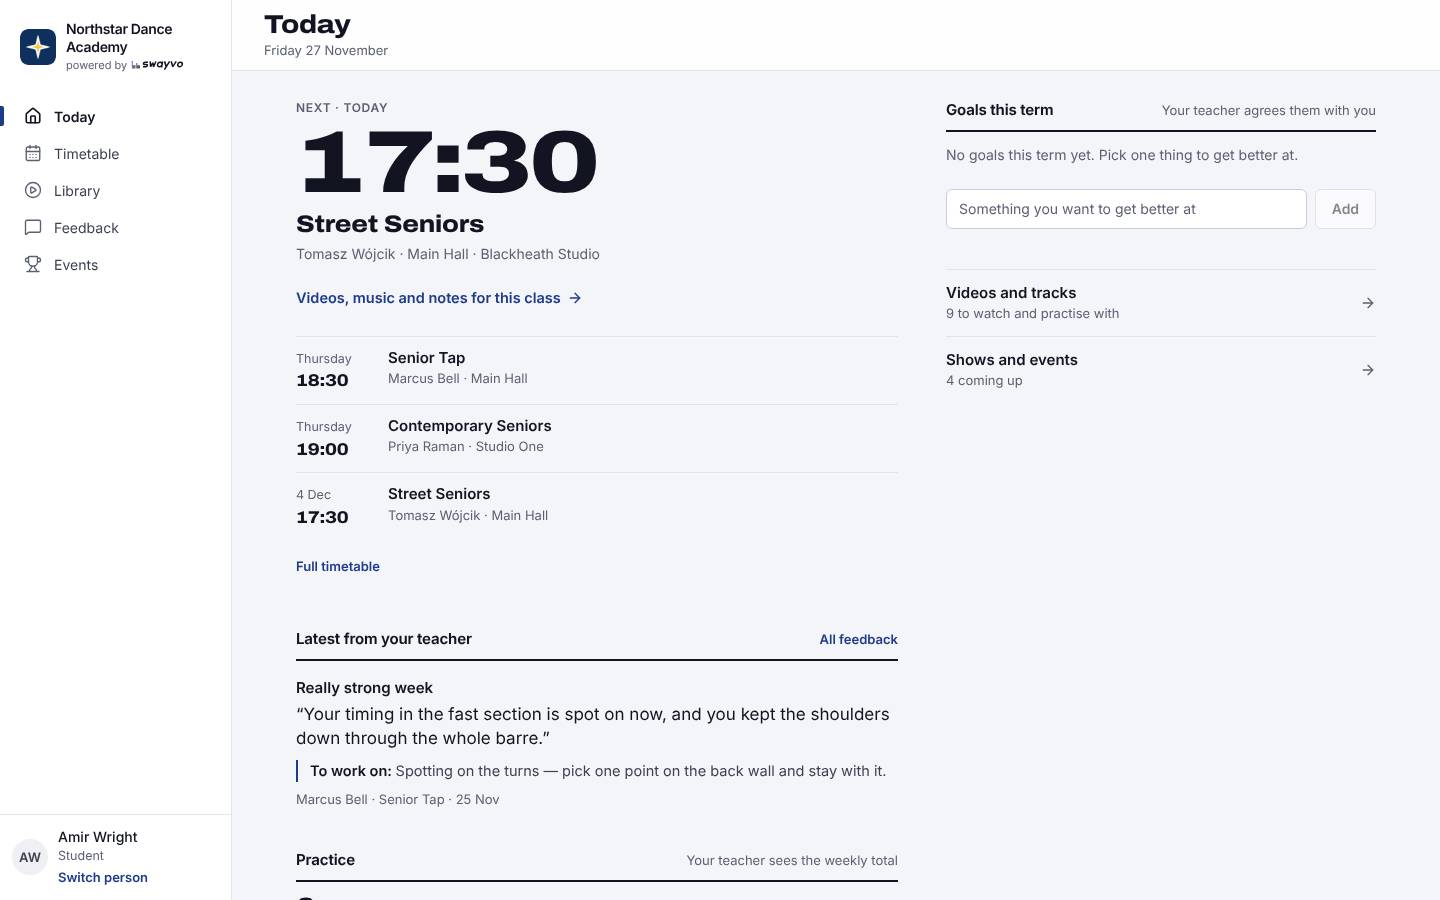 Northstar Dance
Academy
powered by swayvo
Today
Timetable
Library
Feedback
Events
AW
Amir Wright
Student
Switch person
Today
Friday 27 November
NEXT · TODAY
17:30
Street Seniors
Tomasz Wójcik · Main Hall · Blackheath Studio
Videos, music and notes for this class →
Thursday
18:30
Senior Tap
Marcus Bell · Main Hall
Thursday
19:00
Contemporary Seniors
Priya Raman · Studio One
4 Dec
17:30
Street Seniors
Tomasz Wójcik · Main Hall
Full timetable
Latest from your teacher
All feedback
Really strong week
“Your timing in the fast section is spot on now, and you kept the shoulders
down through the whole barre.”
To work on: Spotting on the turns — pick one point on the back wall and stay with it.
Marcus Bell · Senior Tap · 25 Nov
Practice
Your teacher sees the weekly total
Goals this term
Your teacher agrees them with you
No goals this term yet. Pick one thing to get better at.
Something you want to get better at
Add
Videos and tracks
9 to watch and practise with
Shows and events
4 coming up